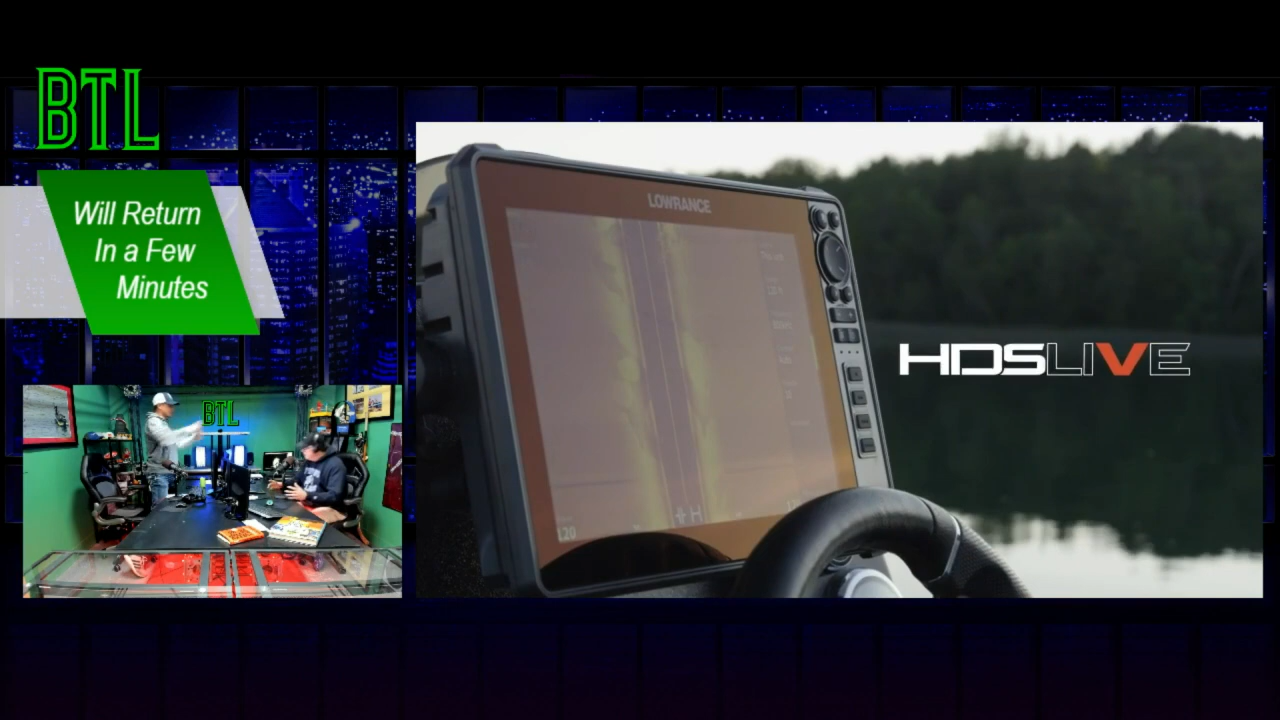 BTL
Will Return
In a Few
Minutes
BTL
LOWRANCE
HDSLIVE